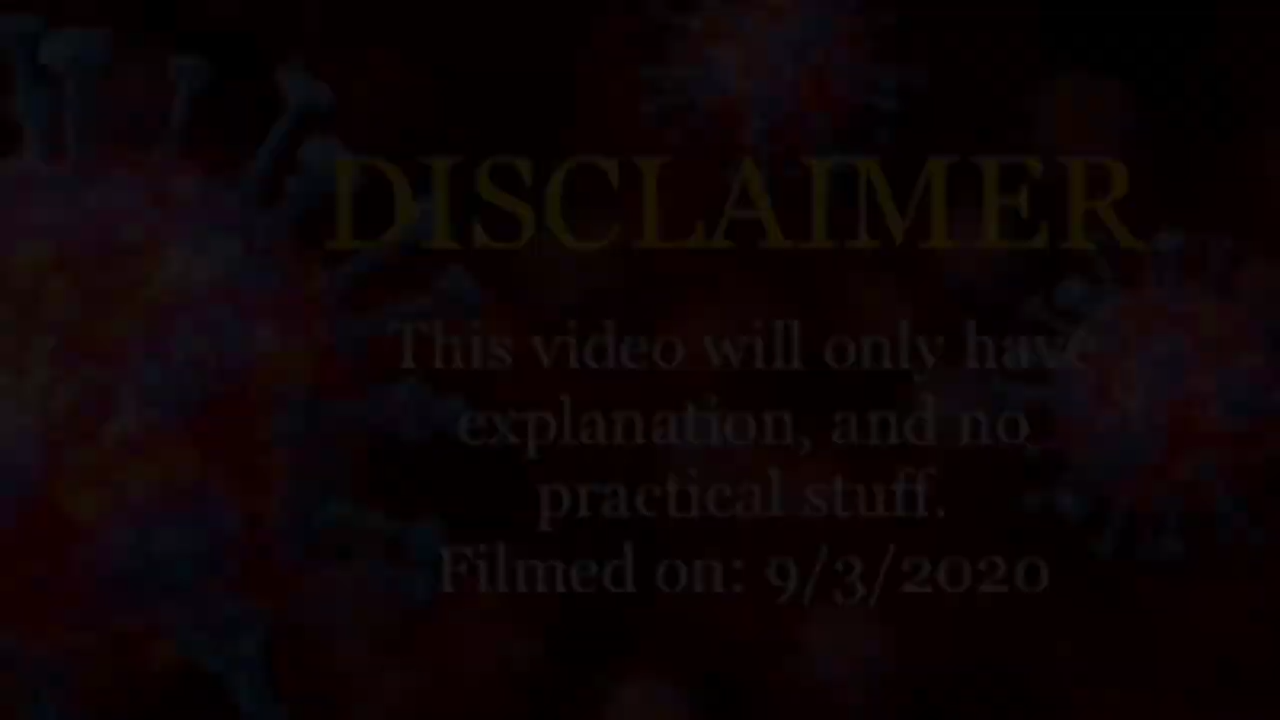 DISCLAIMER
This video will only have
explanation, and no
practical stuff.
Filmed on: 9/3/2020